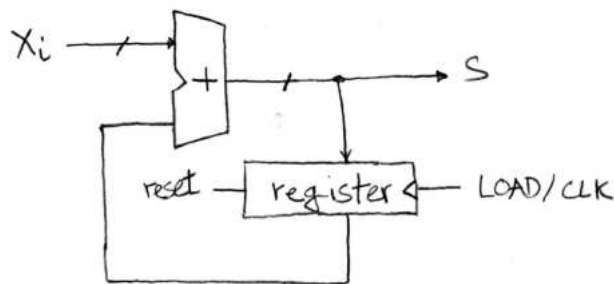 Xi
+
S
reset
register
LOAD/CLK